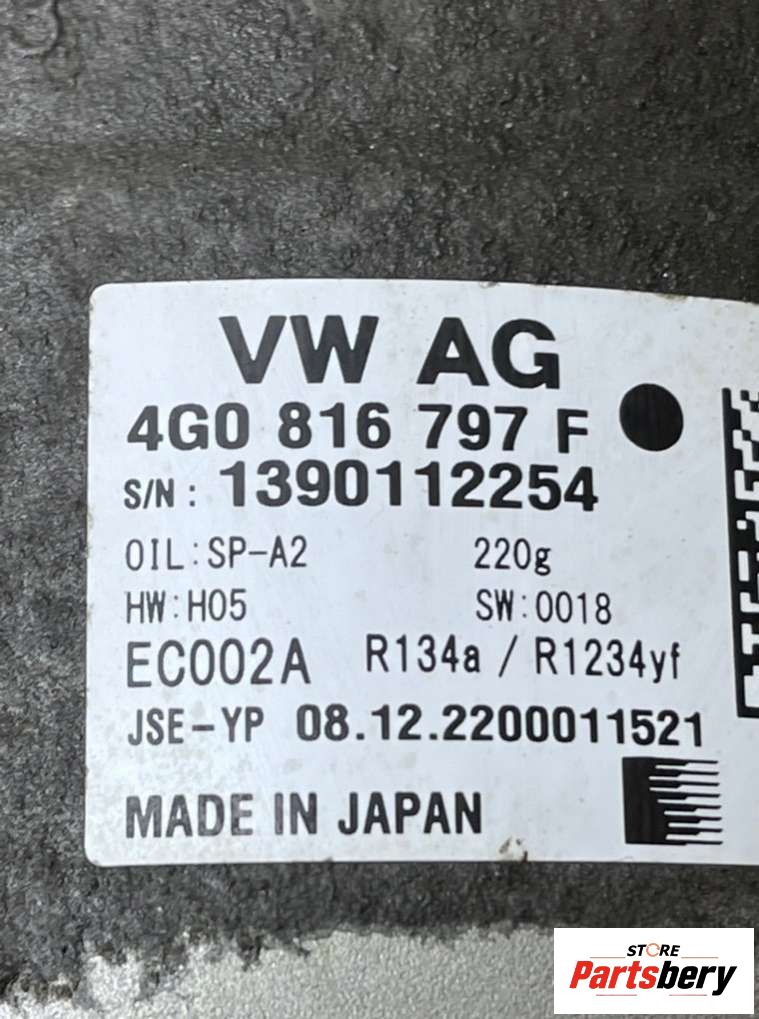 VW AG
4G0 816 797 F
S/N : 1390112254
OIL:SP-A2 220g
HW:H05 SW:0018
EC002A R134a / R1234yf
JSE-YP 08.12.2200011521
MADE IN JAPAN
STORE
Partsbery